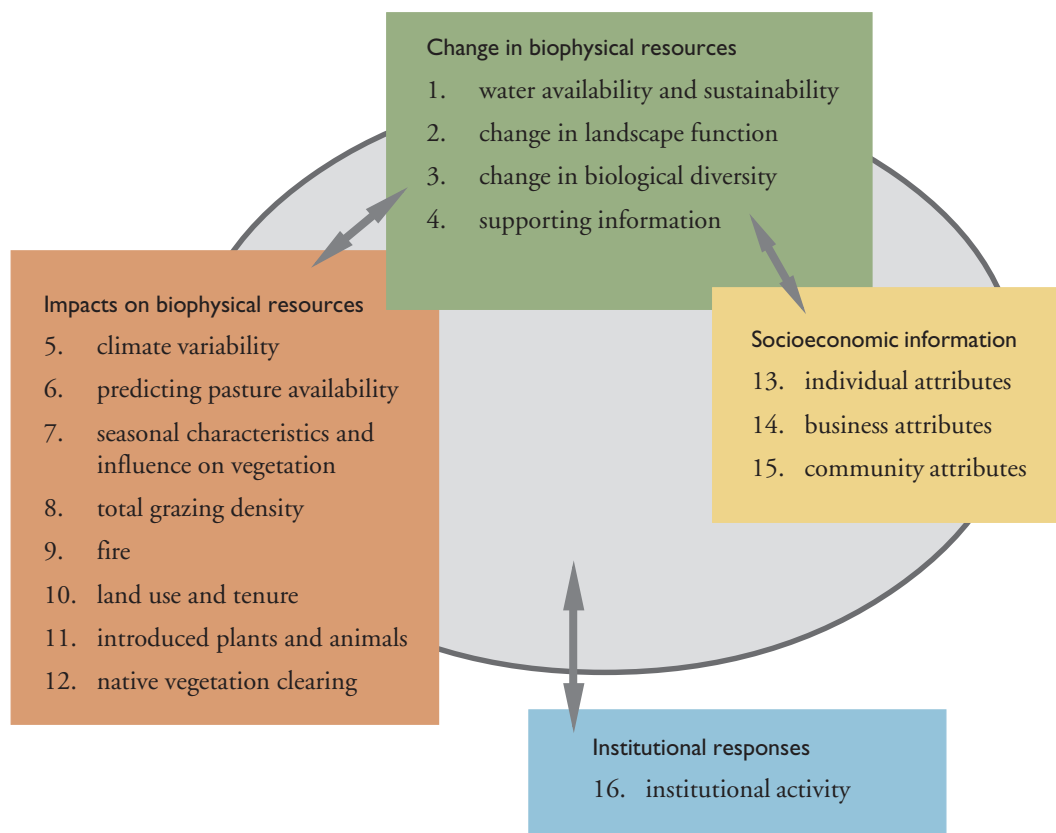 Change in biophysical resources
1. water availability and sustainability
2. change in landscape function
3. change in biological diversity
4. supporting information
Impacts on biophysical resources
5. climate variability
6. predicting pasture availability
7. seasonal characteristics and
influence on vegetation
8. total grazing density
9. fire
10. land use and tenure
11. introduced plants and animals
12. native vegetation clearing
Socioeconomic information
13. individual attributes
14. business attributes
15. community attributes
Institutional responses
16. institutional activity